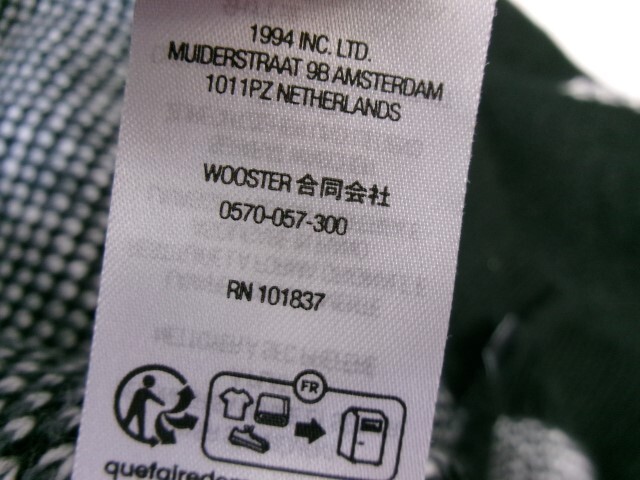 1994 INC. LTD.
MUIDERSTRAAT 9B AMSTERDAM
1011PZ NETHERLANDS
WOOSTER 合同会社
0570-057-300
RN 101837
FR